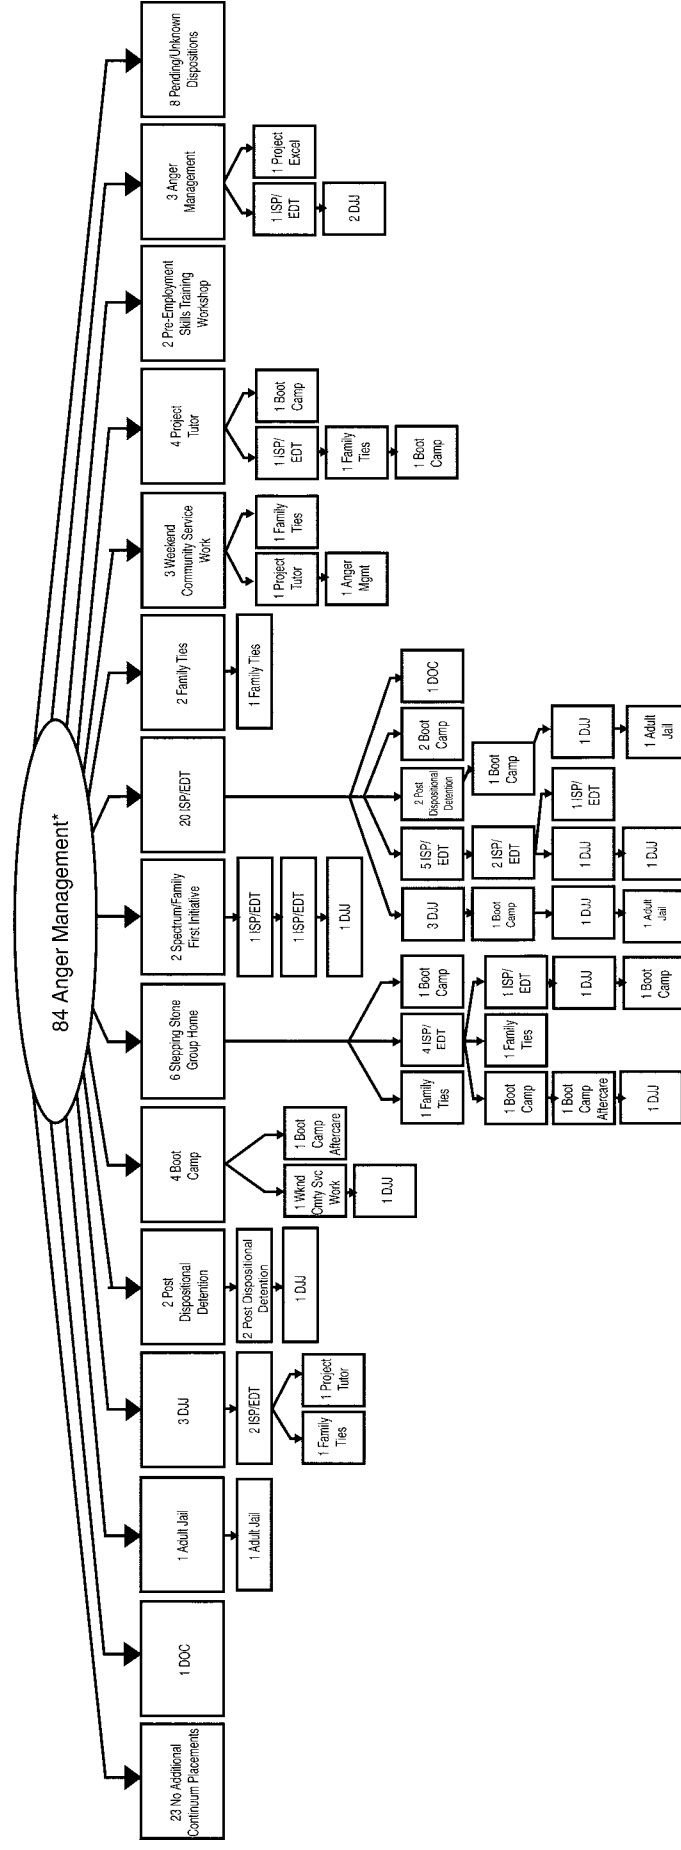 84 Anger Management*
23 No Additional
Continuum Placements
1 DOC
1 Adult Jail
1 Adult Jail
3 DJJ
2 ISP/EDT
1 Family
Ties
1 Project
Tutor
2 Post
Dispositional
Detention
2 Post Dispositional
Detention
1 DJJ
4 Boot
Camp
1 Wknd
Cmty Svc
Work
1 DJJ
1 Boot
Camp
Aftercare
6 Stepping Stone
Group Home
1 Family
Ties
4 ISP/
EDT
1 Boot
Camp
1 Boot
Camp
1 Boot Camp
Aftercare
1 DJJ
1 Family
Ties
1 ISP/
EDT
1 DJJ
1 Boot
Camp
2 Spectrum/Family
First Initiative
1 ISP/EDT
1 ISP/EDT
1 DJJ
20 ISP/EDT
3 DJJ
1 Boot
Camp
1 DJJ
1 Adult
Jail
5 ISP/
EDT
2 ISP/
EDT
1 DJJ
1 DJJ
1 ISP/
EDT
2 Post
Dispositional
Detention
1 Boot
Camp
1 DJJ
1 Adult
Jail
2 Boot
Camp
1 DOC
2 Family Ties
1 Family Ties
3 Weekend
Community Service
Work
1 Project
Tutor
1 Anger
Mgmt
1 Family
Ties
4 Project
Tutor
1 ISP/
EDT
1 Family
Ties
1 Boot
Camp
1 Boot
Camp
2 Pre-Employment
Skills Training
Workshop
3 Anger
Management
1 ISP/
EDT
2 DJJ
1 Project
Excel
8 Pending/Unknown
Dispositions